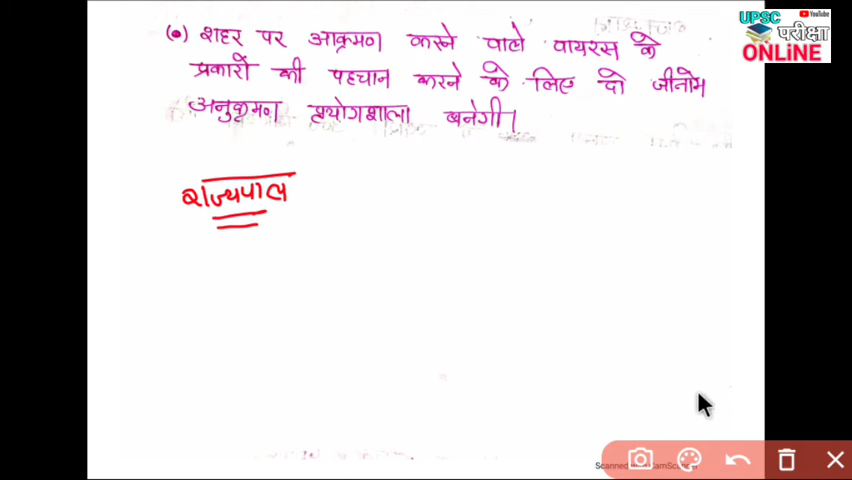 UPSC
YouTube
परीक्षा
ONLiNE
(०) शहर पर आक्रमण करने वाले वायरस के
प्रकारों की पहचान करने के लिए दो जीनोम
अनुक्रमण प्रयोगशाला बनेगी।
राज्यपाल